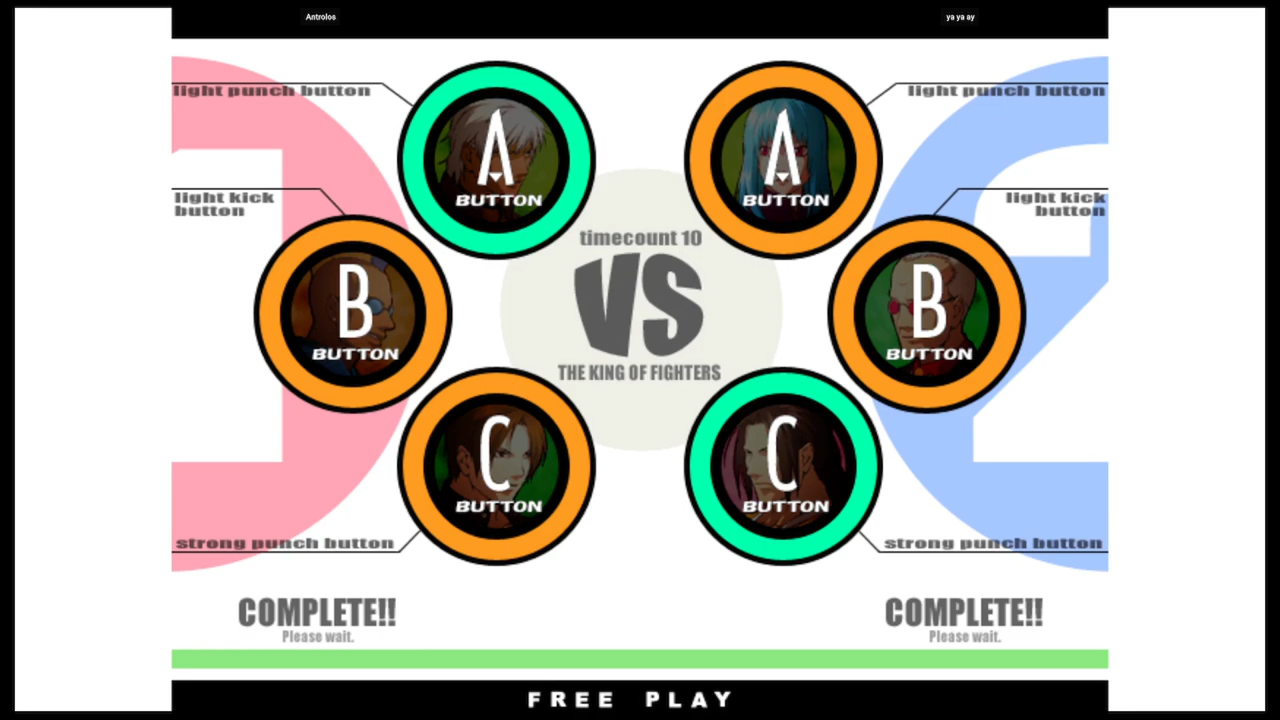 Antrolos
ya ya ay
light punch button
A
BUTTON
A
BUTTON
light punch button
light kick
button
light kick
button
timecount 10
VS
THE KING OF FIGHTERS
B
BUTTON
B
BUTTON
C
BUTTON
C
BUTTON
strong punch button
strong punch button
COMPLETE!!
Please wait.
COMPLETE!!
Please wait.
FREE PLAY